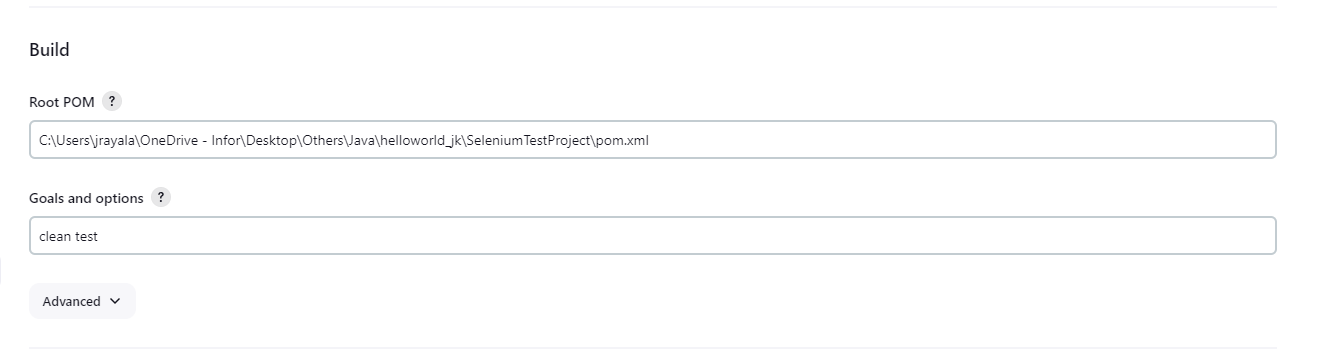 Build
Root POM ?
C:\Users\jrayala\OneDrive - Infor\Desktop\Others\Java\helloworld_jk\SeleniumTestProject\pom.xml
Goals and options ?
clean test
Advanced